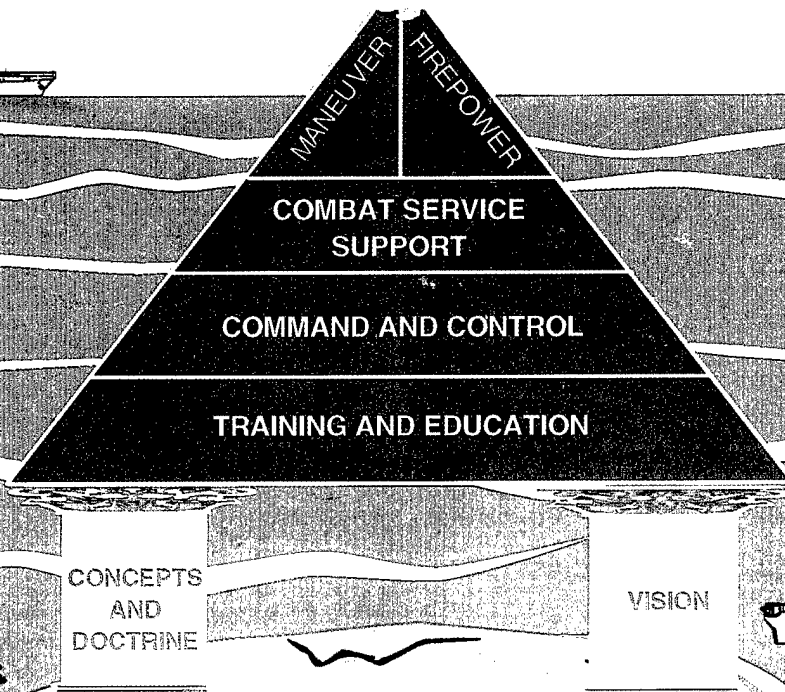 MANEUVER
FIREPOWER
COMBAT SERVICE
SUPPORT
COMMAND AND CONTROL
TRAINING AND EDUCATION
CONCEPTS
AND
DOCTRINE
VISION